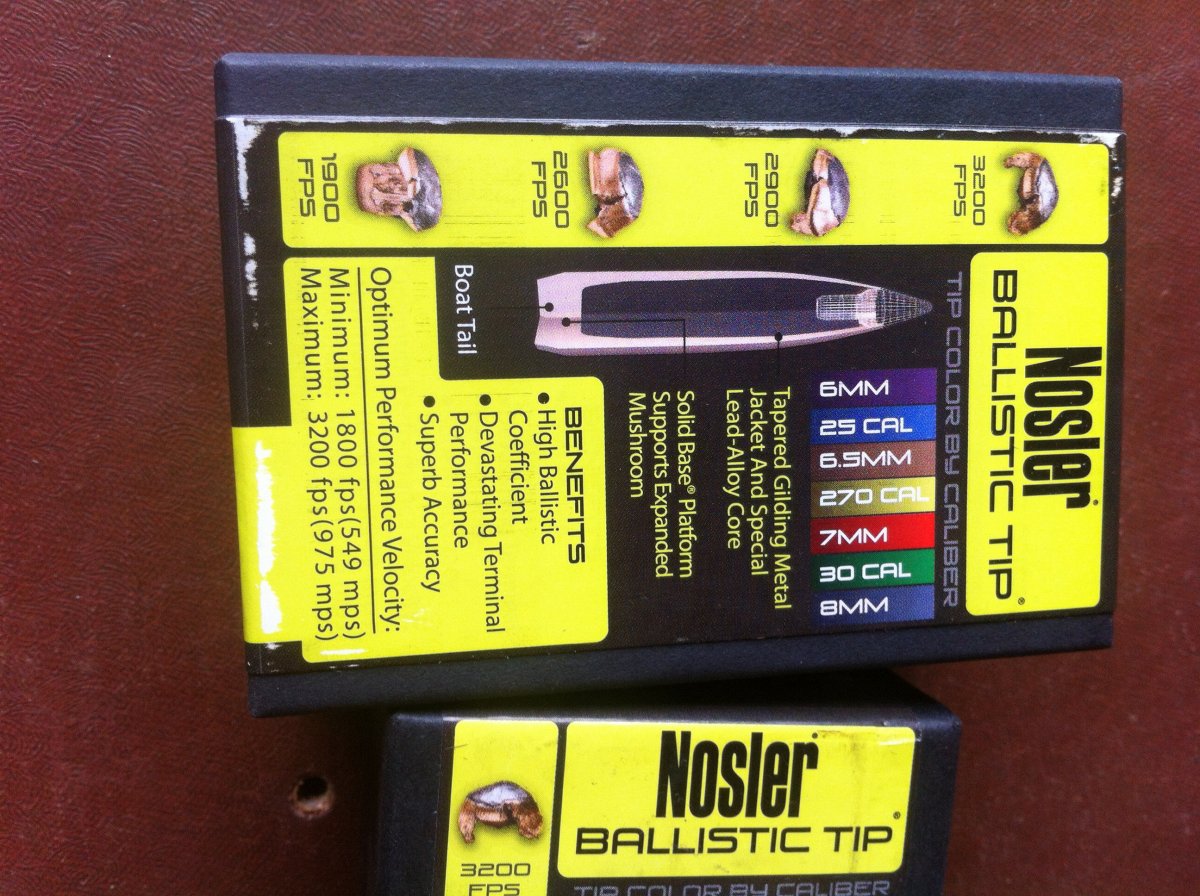 Nosler®
BALLISTIC TIP®
TIP COLOR BY CALIBER
6MM
25 CAL
6.5MM
270 CAL
7MM
30 CAL
8MM
3200
FPS
2900
FPS
2600
FPS
1900
FPS
Tapered Gilding Metal
Jacket And Special
Lead-Alloy Core
Solid Base® Platform
Supports Expanded
Mushroom
Boat Tail
BENEFITS
• High Ballistic
Coefficient
• Devastating Terminal
Performance
• Superb Accuracy
Optimum Performance Velocity:
Minimum: 1800 fps(549 mps)
Maximum: 3200 fps(975 mps)
Nosler®
BALLISTIC TIP®
TIP COLOR BY CALIBER
3200
FPS